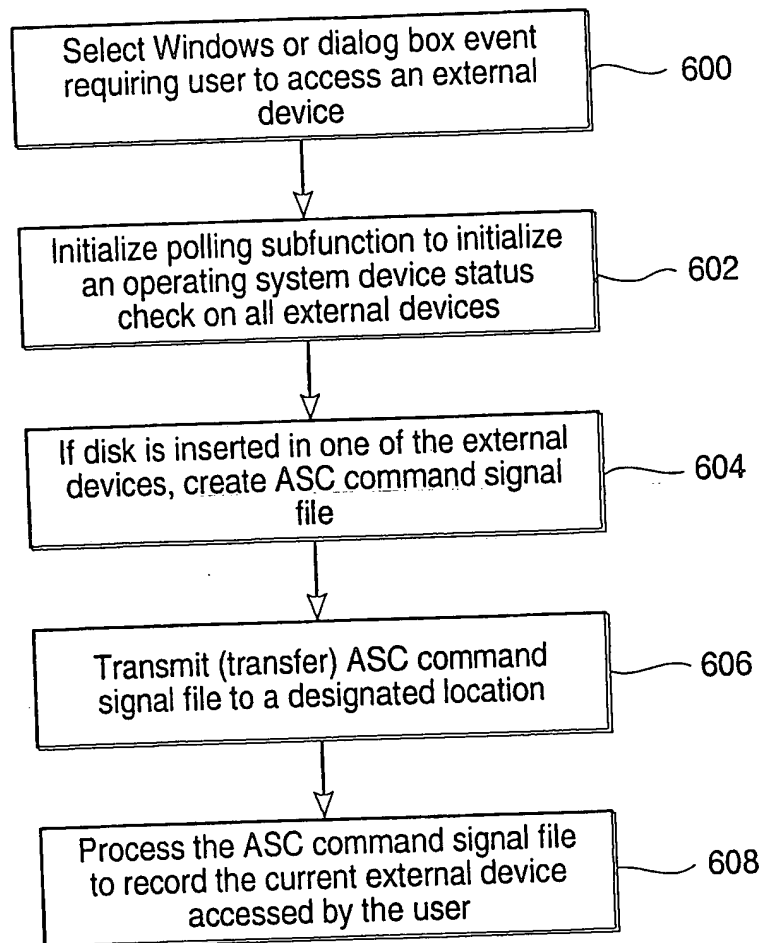 Select Windows or dialog box event
requiring user to access an external
device
600
Initialize polling subfunction to initialize
an operating system device status
check on all external devices
602
If disk is inserted in one of the external
devices, create ASC command signal
file
604
Transmit (transfer) ASC command
signal file to a designated location
606
Process the ASC command signal file
to record the current external device
accessed by the user
608